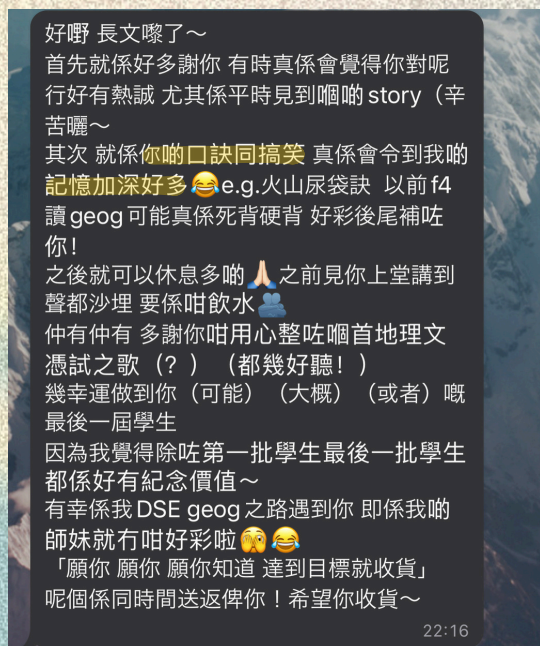 好嘢 長文嚟了～
首先就係好多謝你 有時真係會覺得你對呢
行好有熱誠 尤其係平時見到嗰啲 story（辛
苦曬～
其次 就係你啲口訣同搞笑 真係會令到我啲
記憶加深好多😂e.g.火山尿袋訣 以前 f4
讀 geog 可能真係死背硬背 好彩後尾補咗
你！
之後就可以休息多啲🙏🏻之前見你上堂講到
聲都沙埋 要係咁飲水🫂
仲有仲有 多謝你咁用心整咗嗰首地理文
憑試之歌（？）（都幾好聽！）
幾幸運做到你（可能）（大概）（或者）嘅
最後一屆學生
因為我覺得除咗第一批學生最後一批學生
都係好有紀念價值～
有幸係我 DSE geog 之路遇到你 即係我啲
師妹就冇咁好彩啦🫣😂
「願你 願你 願你知道 達到目標就收貨」
呢個係同時間送返俾你！希望你收貨～
22:16